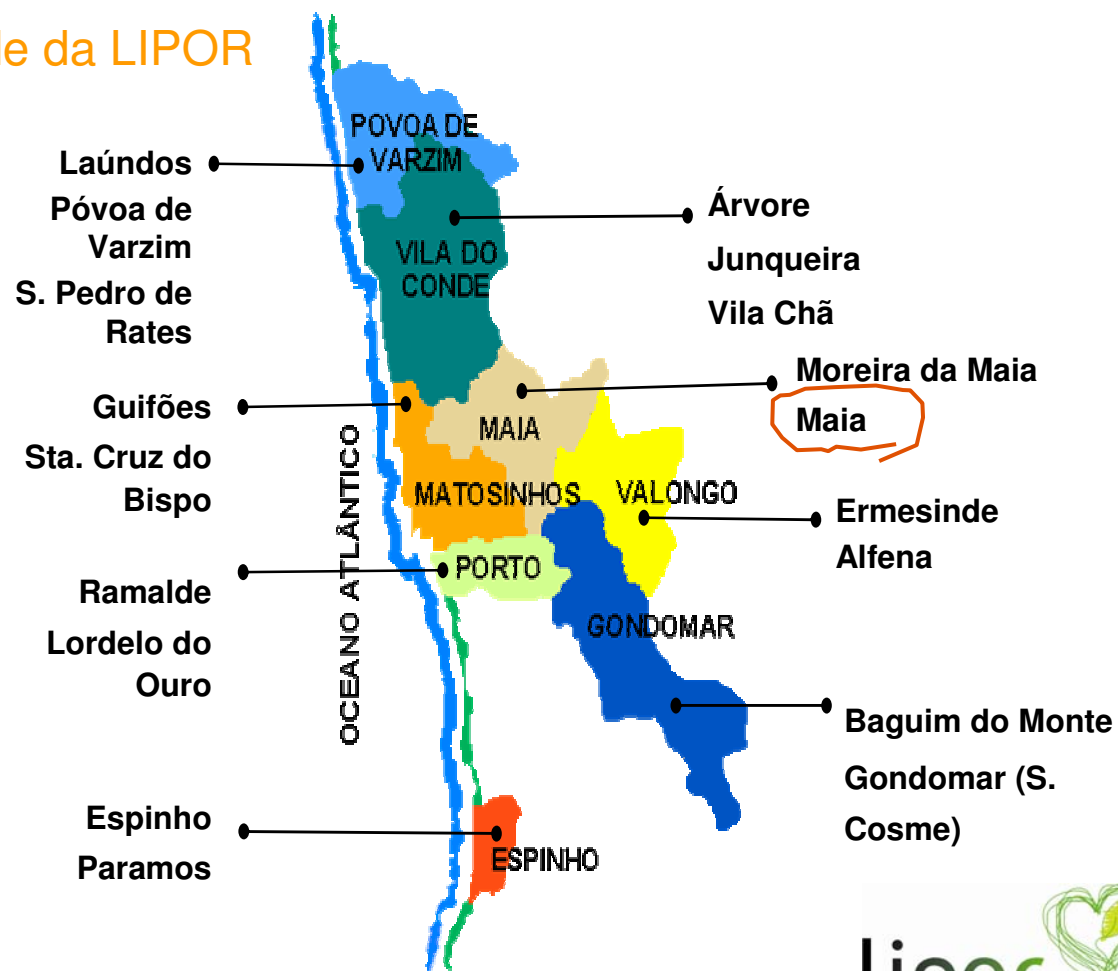 le da LIPOR
POVOA DE
VARZIM
Laúndos
Póvoa de
Varzim
S. Pedro de
Rates
Árvore
Junqueira
Vila Chã
VILA DO
CONDE
Moreira da Maia
Maia
Guifões
Sta. Cruz do
Bispo
MAIA
MATOSINHOS
VALONGO
Ermesinde
Alfena
OCEANO ATLÂNTICO
PORTO
Ramalde
Lordelo do
Ouro
GONDOMAR
Baguim do Monte
Gondomar (S.
Cosme)
Espinho
Paramos
ESPINHO
lipor